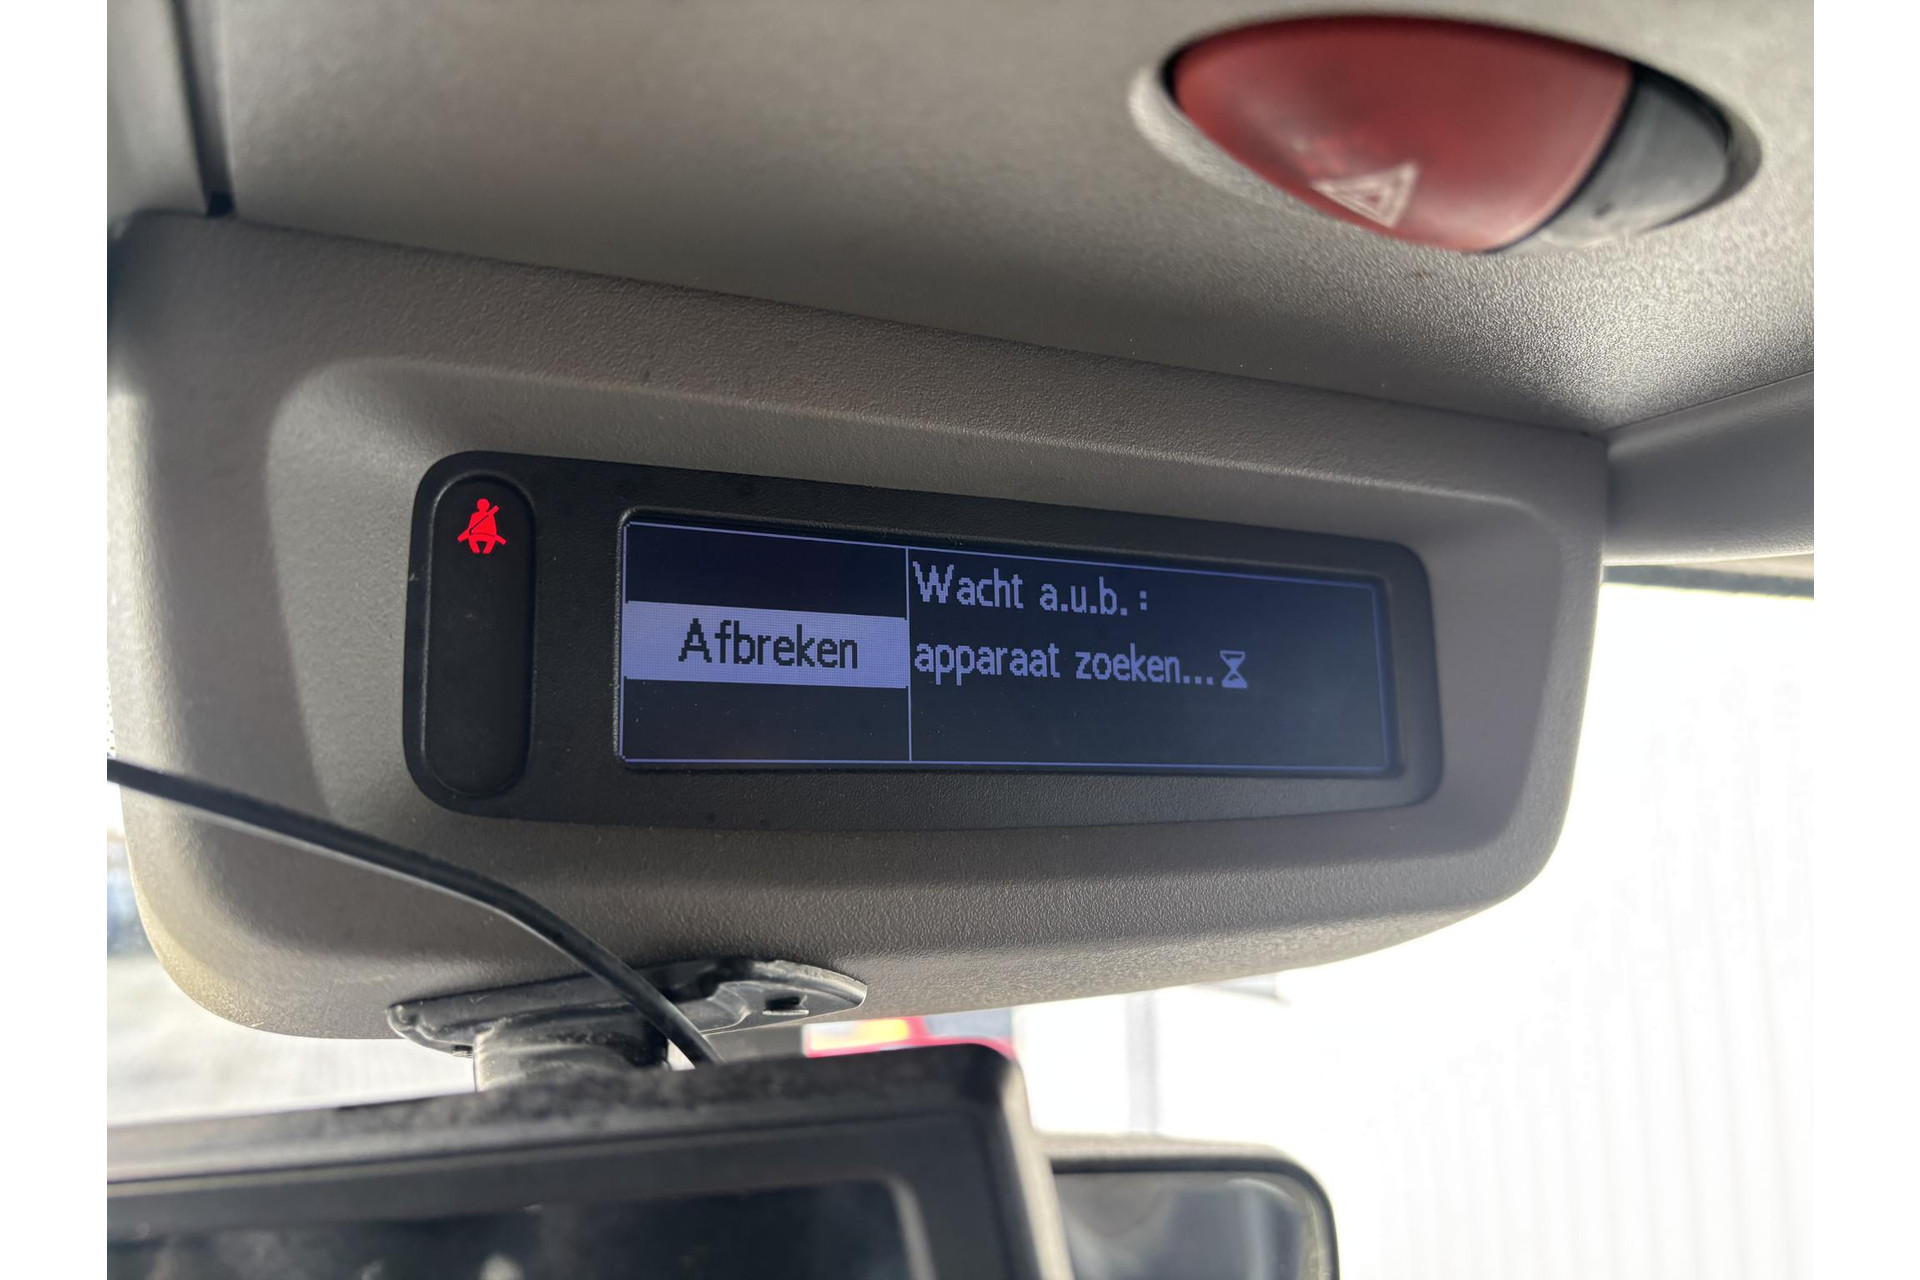 Afbreken
Wacht a.u.b. :
apparaat zoeken...